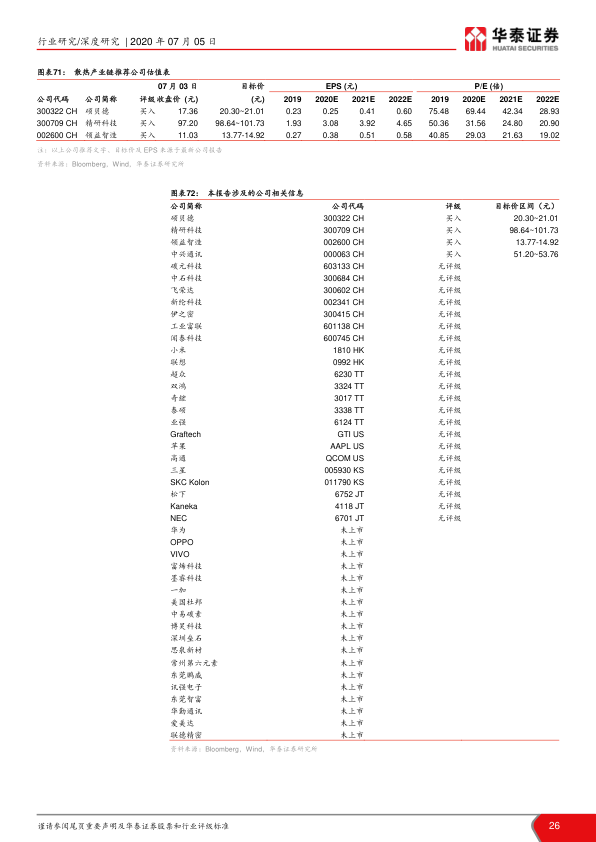 行业研究/深度研究 | 2020 年 07 月 05 日
华泰证券
HUATAI SECURITIES
图表71： 散热产业链推荐公司估值表
07 月 03 日 目标价 EPS (元) P/E (倍)
公司代码 公司简称 评级 收盘价 (元) (元) 2019 2020E 2021E 2022E 2019 2020E 2021E 2022E
300322 CH 硕贝德 买入 17.36 20.30~21.01 0.23 0.25 0.41 0.60 75.48 69.44 42.34 28.93
300709 CH 精研科技 买入 97.20 98.64~101.73 1.93 3.08 3.92 4.65 50.36 31.56 24.80 20.90
002600 CH 领益智造 买入 11.03 13.77-14.92 0.27 0.38 0.51 0.58 40.85 29.03 21.63 19.02
注：以上公司推荐文字、目标价及 EPS 来源于最新公司报告
资料来源：Bloomberg、Wind、华泰证券研究所
图表72： 本报告涉及的公司相关信息
公司简称 公司代码 评级 目标价区间（元）
硕贝德 300322 CH 买入 20.30~21.01
精研科技 300709 CH 买入 98.64~101.73
领益智造 002600 CH 买入 13.77-14.92
中兴通讯 000063 CH 买入 51.20~53.76
碳元科技 603133 CH 无评级
中石科技 300684 CH 无评级
飞荣达 300602 CH 无评级
新纶科技 002341 CH 无评级
伊之密 300415 CH 无评级
工业富联 601138 CH 无评级
闻泰科技 600745 CH 无评级
小米 1810 HK 无评级
联想 0992 HK 无评级
超众 6230 TT 无评级
双鸿 3324 TT 无评级
奇鋐 3017 TT 无评级
泰硕 3338 TT 无评级
业强 6124 TT 无评级
Graftech GTI US 无评级
苹果 AAPL US 无评级
高通 QCOM US 无评级
三星 005930 KS 无评级
SKC Kolon 011790 KS 无评级
松下 6752 JT 无评级
Kaneka 4118 JT 无评级
NEC 6701 JT 无评级
华为 未上市
OPPO 未上市
VIVO 未上市
富烯科技 未上市
墨睿科技 未上市
一加 未上市
美国杜邦 未上市
中易碳素 未上市
博昊科技 未上市
深圳垒石 未上市
思泉新材 未上市
常州第六元素 未上市
东莞鹏威 未上市
讯强电子 未上市
东莞智富 未上市
华勤通讯 未上市
爱美达 未上市
联德精密 未上市
资料来源：Bloomberg、Wind、华泰证券研究所
谨请参阅尾页重要声明及华泰证券股票和行业评级标准
26